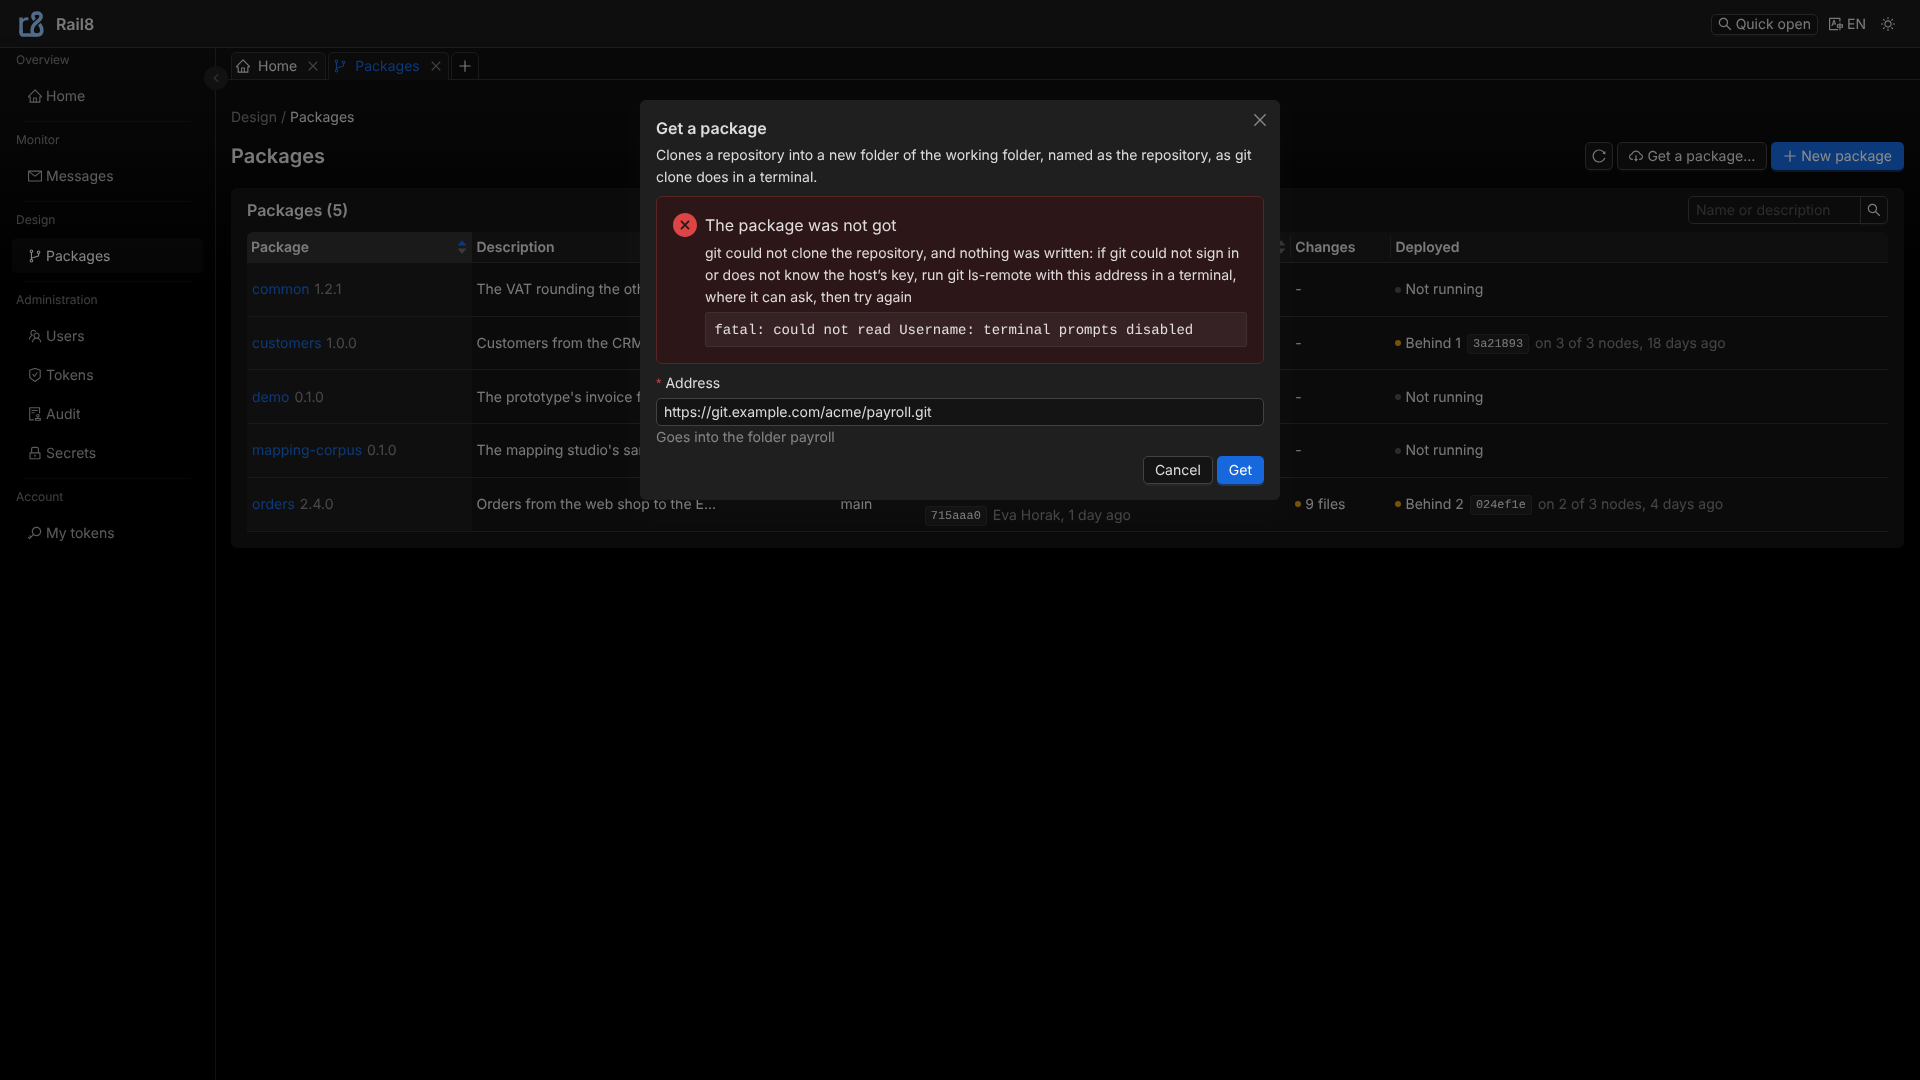 Rail8
Quick open
EN
Overview
Home
Monitor
Messages
Design
Packages
Administration
Users
Tokens
Audit
Secrets
Account
My tokens
Home
Packages
Design / Packages
Packages
Get a package...
New package
Packages (5)
Name or description
Package
Description
Changes
Deployed
common 1.2.1
The VAT rounding the oth
-
Not running
customers 1.0.0
Customers from the CRM
-
Behind 1 3a21893 on 3 of 3 nodes, 18 days ago
demo 0.1.0
The prototype's invoice f
-
Not running
mapping-corpus 0.1.0
The mapping studio's sa
-
Not running
orders 2.4.0
Orders from the web shop to the E...
main
715aaa0 Eva Horak, 1 day ago
9 files
Behind 2 024ef1e on 2 of 3 nodes, 4 days ago
Get a package
Clones a repository into a new folder of the working folder, named as the repository, as git
clone does in a terminal.
The package was not got
git could not clone the repository, and nothing was written: if git could not sign in
or does not know the host’s key, run git ls-remote with this address in a terminal,
where it can ask, then try again
fatal: could not read Username: terminal prompts disabled
* Address
https://git.example.com/acme/payroll.git
Goes into the folder payroll
Cancel
Get